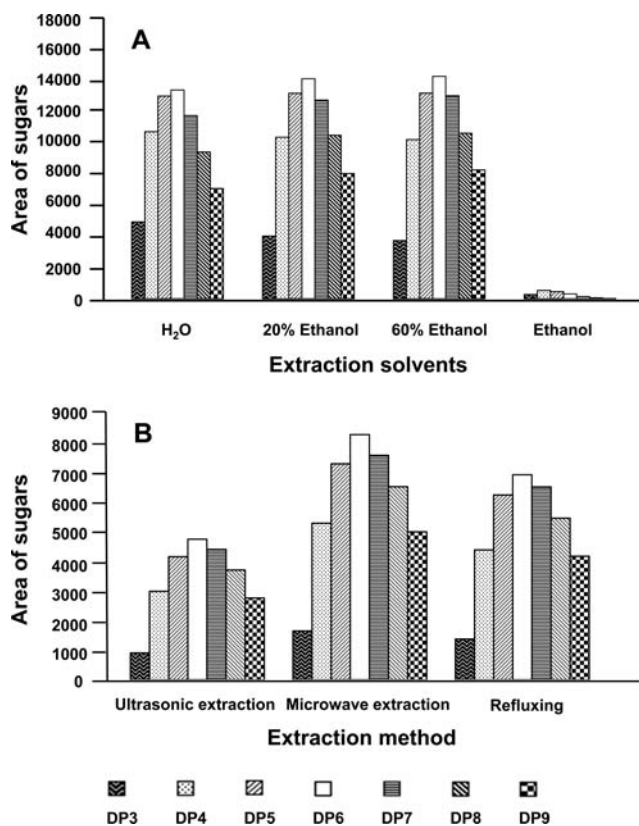 A
Area of sugars
18000
16000
14000
12000
10000
8000
6000
4000
2000
0
H₂O 20% Ethanol 60% Ethanol Ethanol
Extraction solvents
B
Area of sugars
9000
8000
7000
6000
5000
4000
3000
2000
1000
0
Ultrasonic extraction Microwave extraction Refluxing
Extraction method
DP3 DP4 DP5 DP6 DP7 DP8 DP9